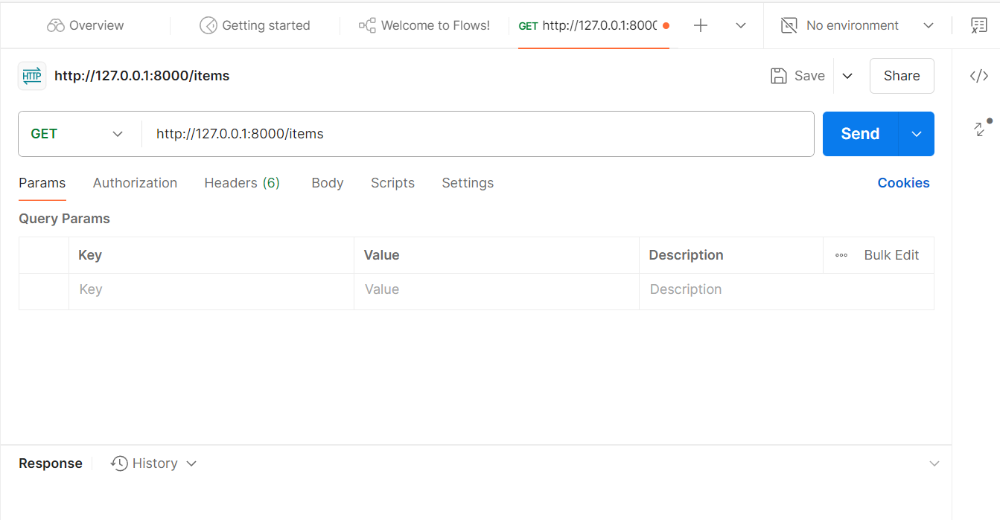 Overview Getting started Welcome to Flows! GET http://127.0.0.1:8000 No environment
HTTP http://127.0.0.1:8000/items Save Share
GET http://127.0.0.1:8000/items Send
Params Authorization Headers (6) Body Scripts Settings Cookies
Query Params
Key Value Description Bulk Edit
Key Value Description
Response History